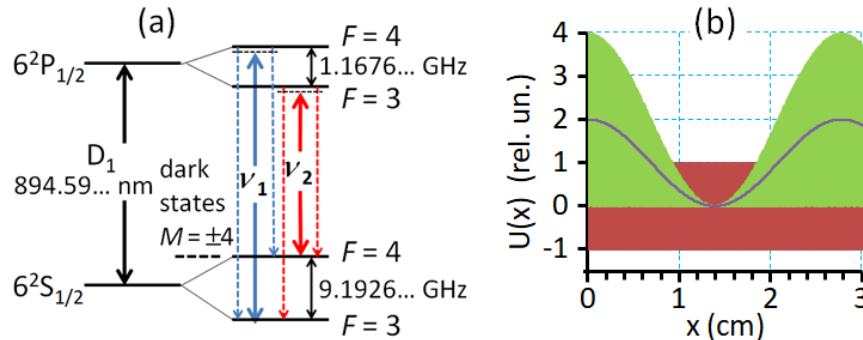 (a)
F = 4
6²P₁/₂
1.1676... GHz
F = 3
D₁
894.59... nm
dark
states
M = ±4
ν₁
ν₂
F = 4
6²S₁/₂
9.1926... GHz
F = 3
(b)
U(x) (rel. un.)
4
3
2
1
0
-1
0
1
2
3
x (cm)